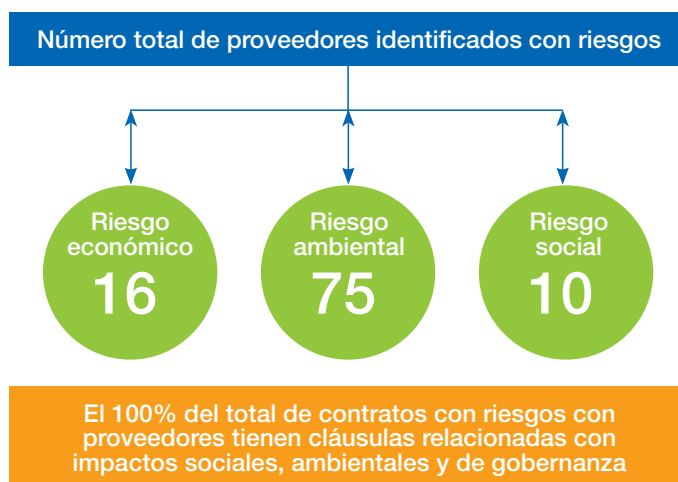 Número total de proveedores identificados con riesgos
Riesgo
económico
16
Riesgo
ambiental
75
Riesgo
social
10
El 100% del total de contratos con riesgos con
proveedores tienen cláusulas relacionadas con
impactos sociales, ambientales y de gobernanza